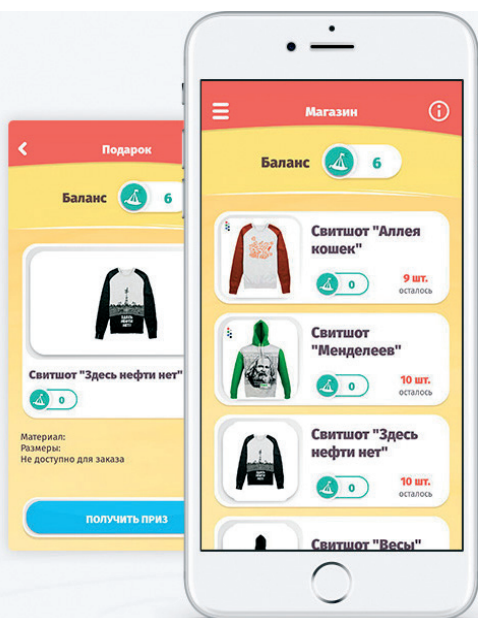 Подарок
Баланс 6
Свитшот "Здесь нефти нет"
0
Материал:
Размеры:
Не доступно для заказа
ПОЛУЧИТЬ ПРИЗ
Магазин
Баланс 6
Свитшот "Аллея
кошек"
0
9 шт.
осталось
Свитшот
"Менделеев"
0
10 шт.
осталось
Свитшот "Здесь
нефти нет"
0
10 шт.
осталось
Свитшот "Весы"